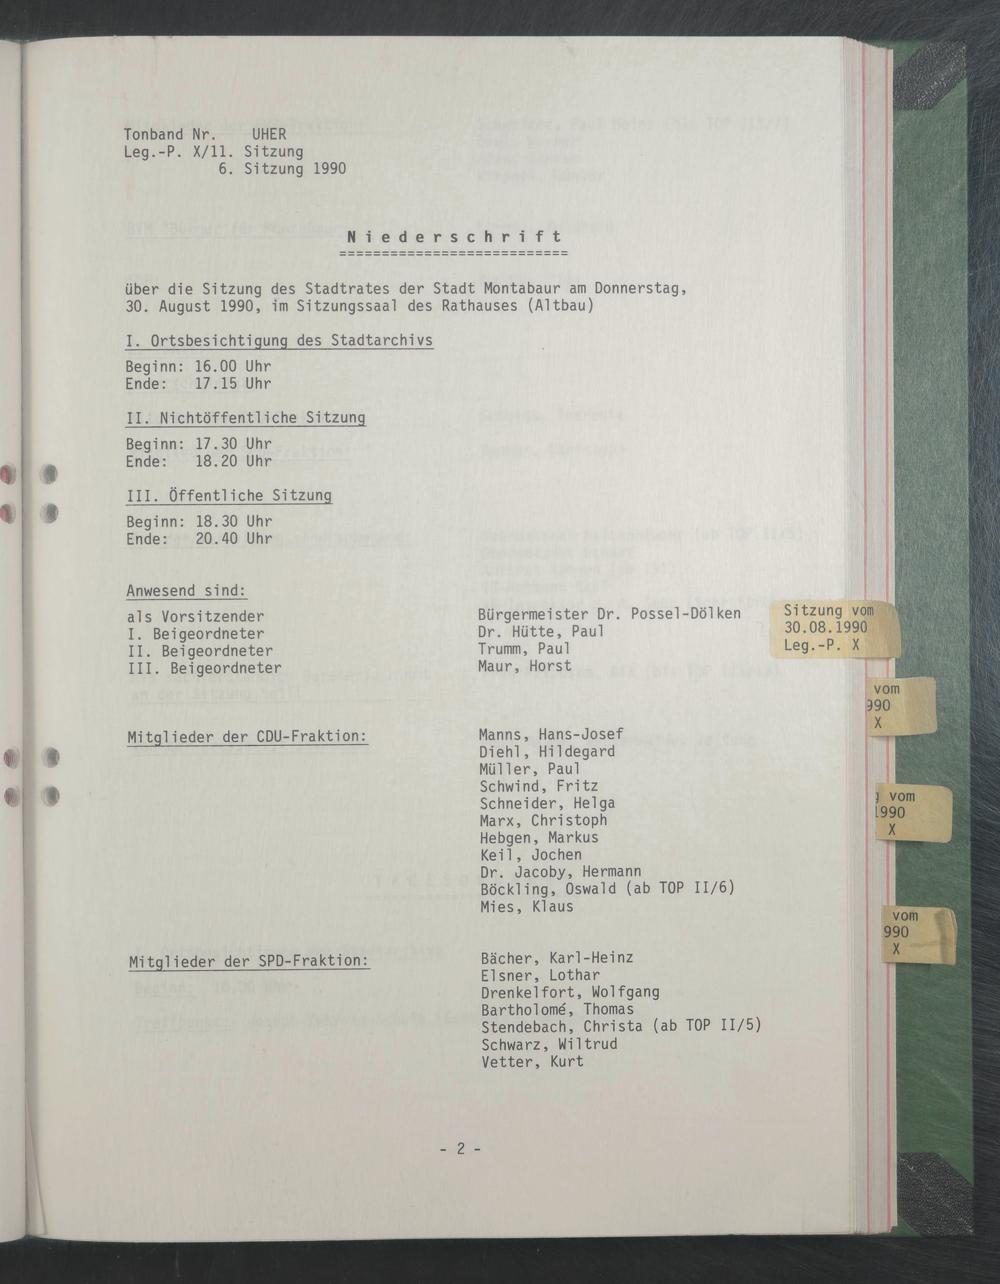 Tonband Nr. UHER
Leg.-P. X/11. Sitzung
6. Sitzung 1990
Niederschrift
===========================
über die Sitzung des Stadtrates der Stadt Montabaur am Donnerstag,
30. August 1990, im Sitzungssaal des Rathauses (Altbau)
I. Ortsbesichtigung des Stadtarchivs
Beginn: 16.00 Uhr
Ende: 17.15 Uhr
II. Nichtöffentliche Sitzung
Beginn: 17.30 Uhr
Ende: 18.20 Uhr
III. Öffentliche Sitzung
Beginn: 18.30 Uhr
Ende: 20.40 Uhr
Anwesend sind:
als Vorsitzender Bürgermeister Dr. Possel-Dölken
I. Beigeordneter Dr. Hütte, Paul
II. Beigeordneter Trumm, Paul
III. Beigeordneter Maur, Horst
Sitzung vom
30.08.1990
Leg.-P. X
vom
990
X
Mitglieder der CDU-Fraktion: Manns, Hans-Josef
Diehl, Hildegard
Müller, Paul
Schwind, Fritz
Schneider, Helga
Marx, Christoph
Hebgen, Markus
Keil, Jochen
Dr. Jacoby, Hermann
Böckling, Oswald (ab TOP II/6)
Mies, Klaus
vom
1990
X
vom
990
X
Mitglieder der SPD-Fraktion: Bächer, Karl-Heinz
Elsner, Lothar
Drenkelfort, Wolfgang
Bartholomé, Thomas
Stendebach, Christa (ab TOP II/5)
Schwarz, Wiltrud
Vetter, Kurt
- 2 -